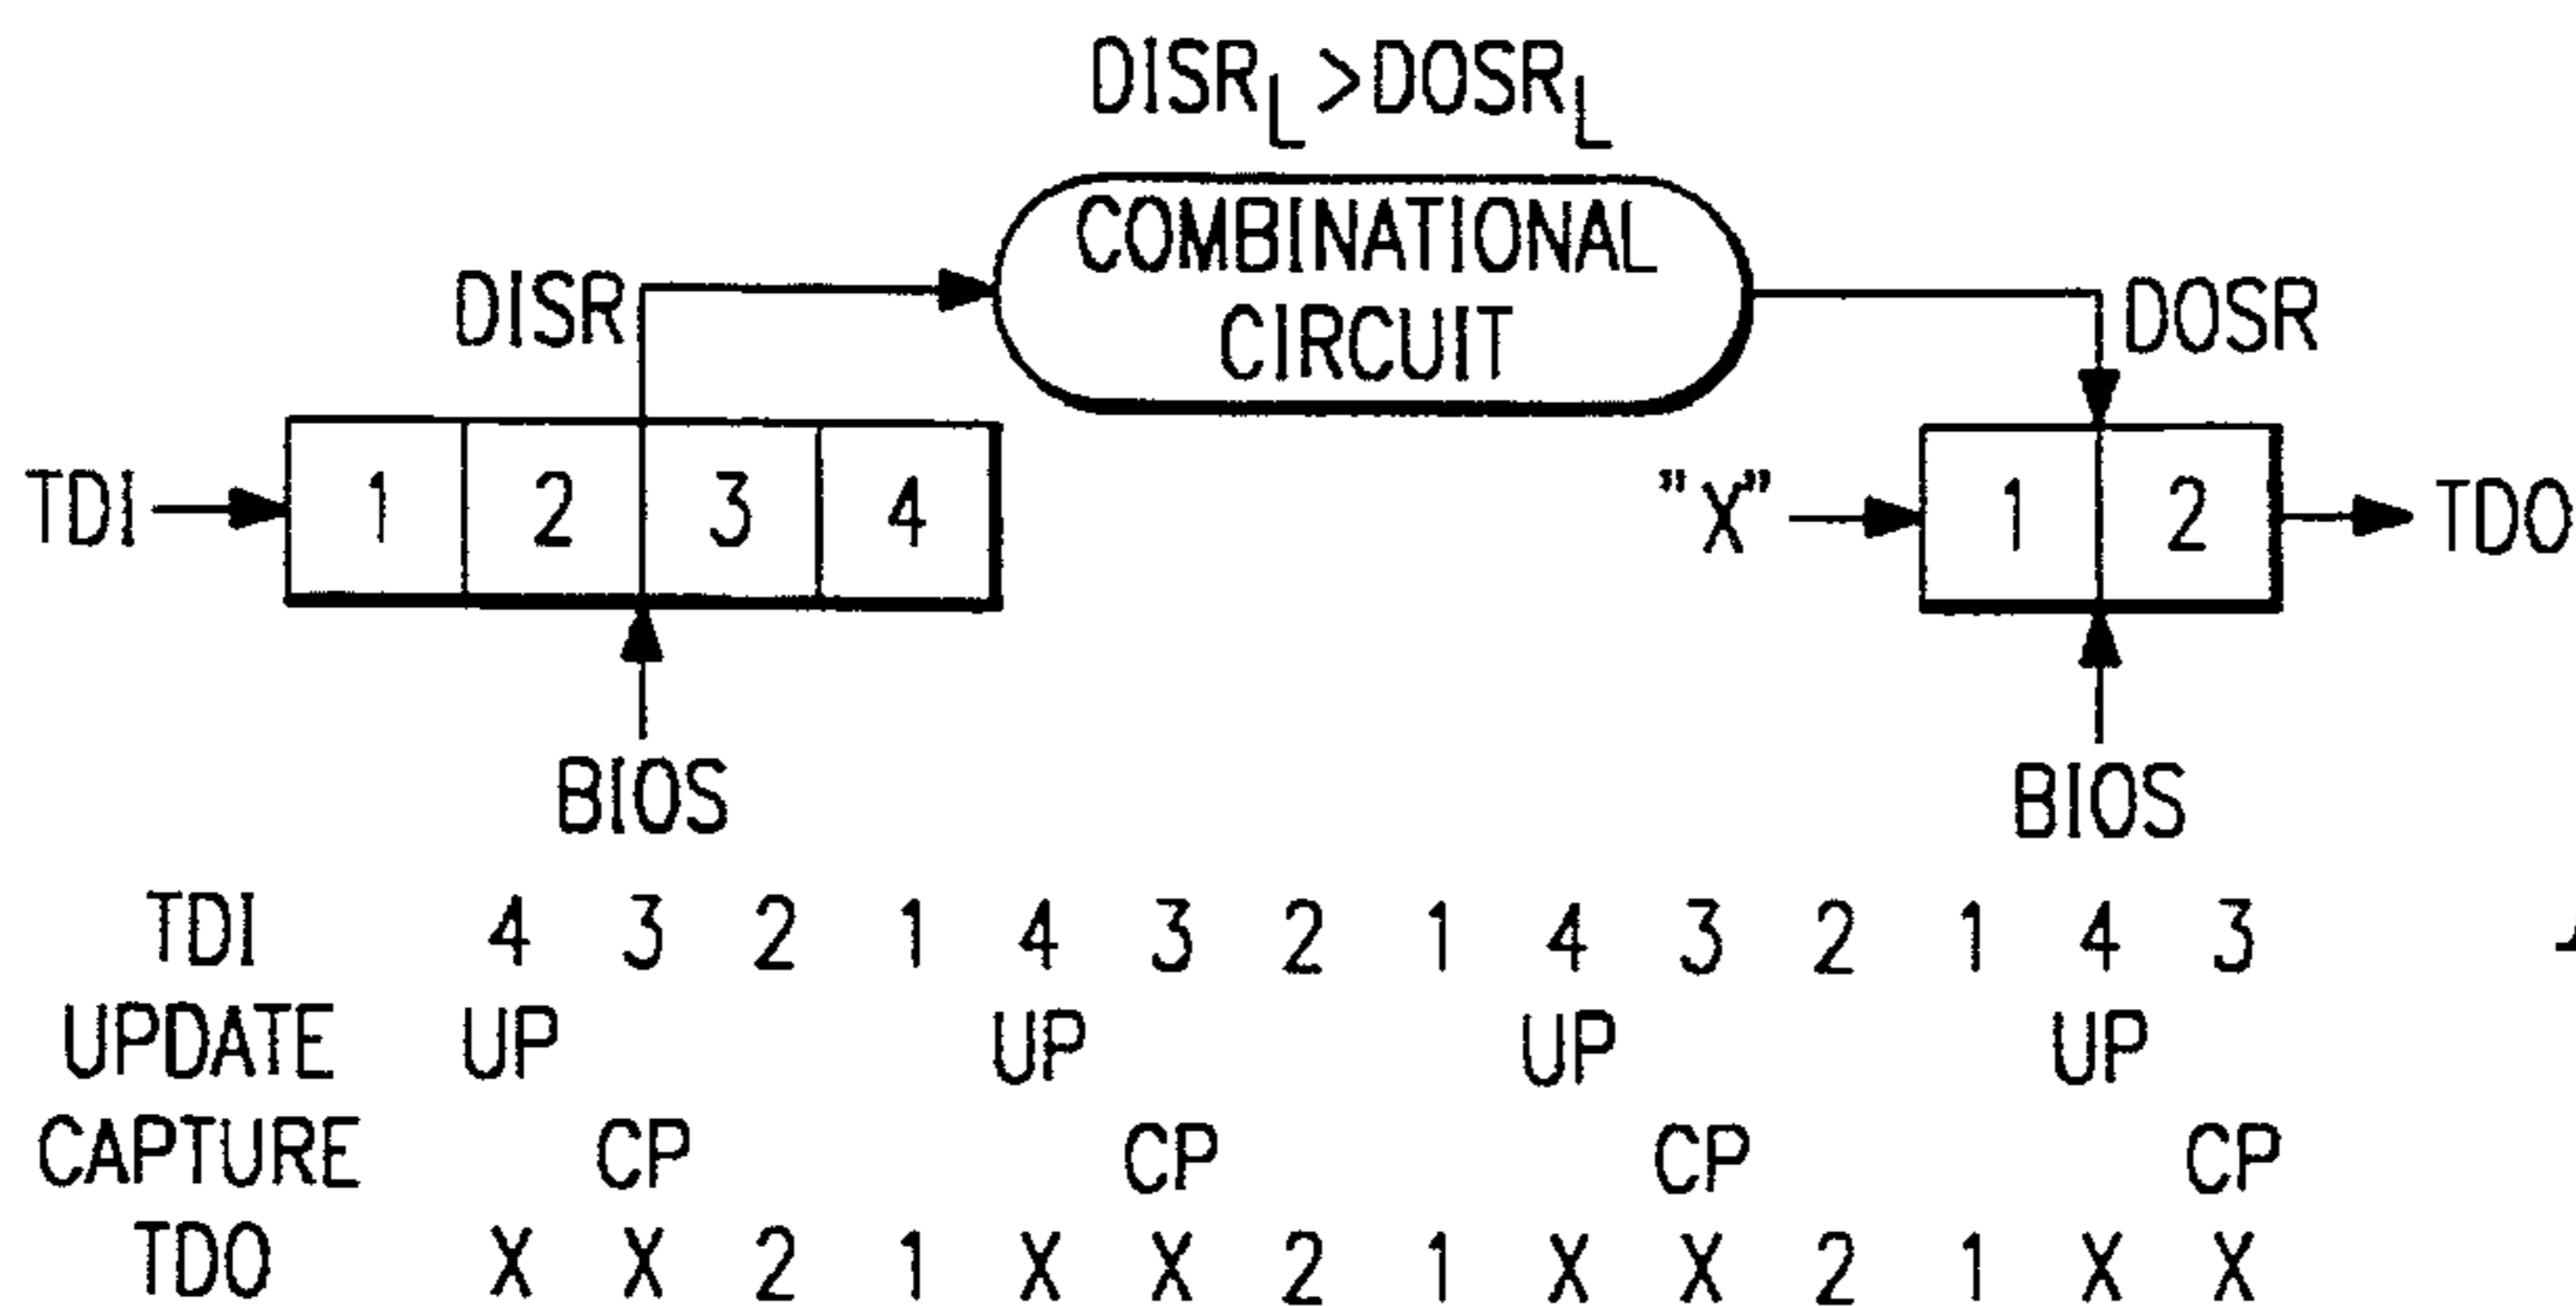 DISR_L>DOSR_L
COMBINATIONAL
CIRCUIT
DISR
DOSR
TDI
1 2 3 4
"X"
1 2
TDO
BIOS
BIOS
TDI 4 3 2 1 4 3 2 1 4 3 2 1 4 3
UPDATE UP UP UP UP
CAPTURE CP CP CP CP
TDO X X 2 1 X X 2 1 X X 2 1 X X